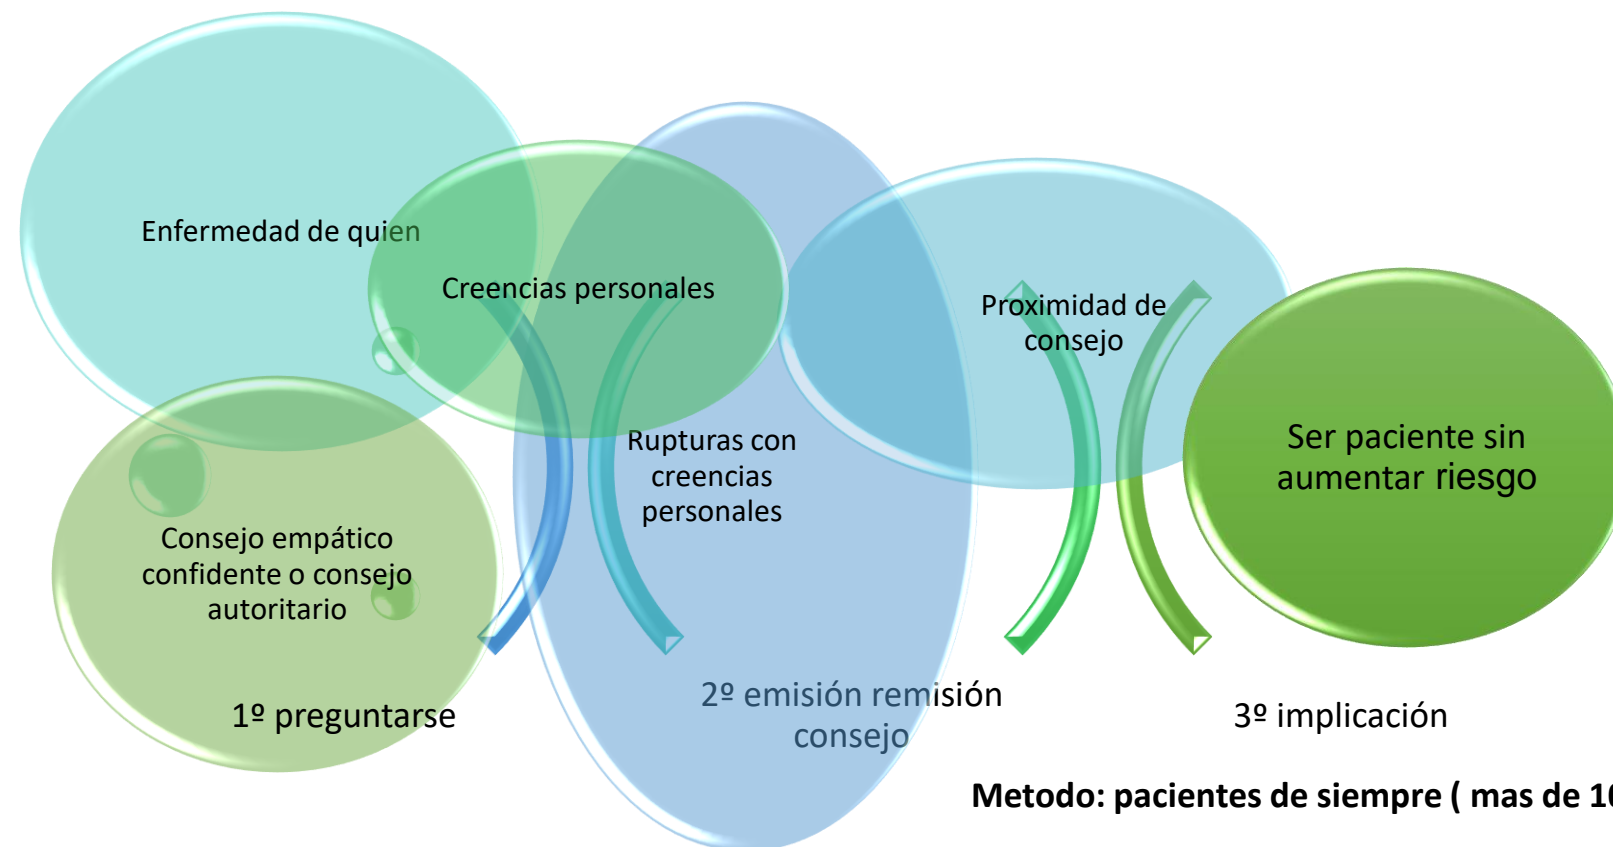 Enfermedad de quien
Creencias personales
Proximidad de
consejo
Ser paciente sin
aumentar riesgo
Rupturas con
creencias
personales
Consejo empático
confidente o consejo
autoritario
1º preguntarse
2º emisión remisión
consejo
3º implicación
Metodo: pacientes de siempre ( mas de